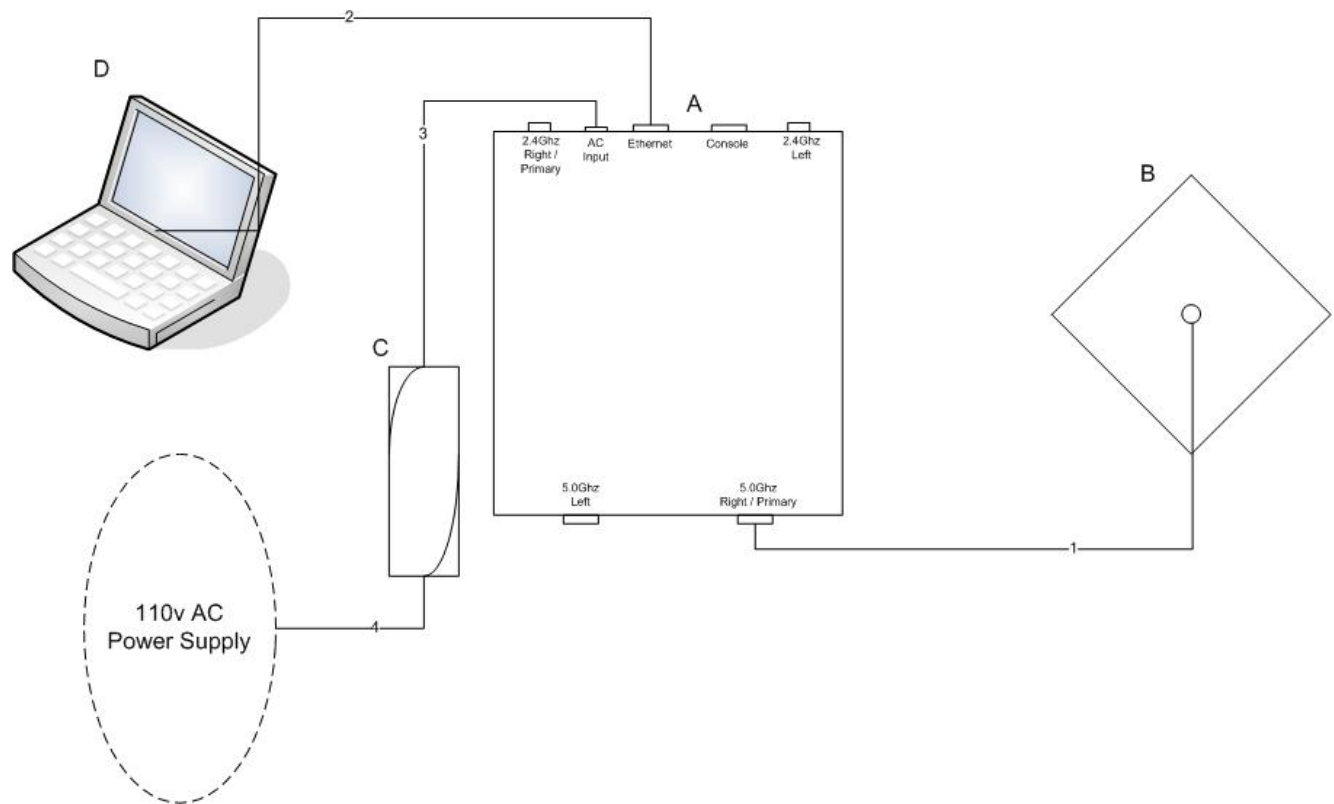 2
D
A
3
2.4Ghz
Right /
Primary
AC
Input
Ethernet
Console
2.4Ghz
Left
B
C
5.0Ghz
Left
5.0Ghz
Right / Primary
1
110v AC
Power Supply
4